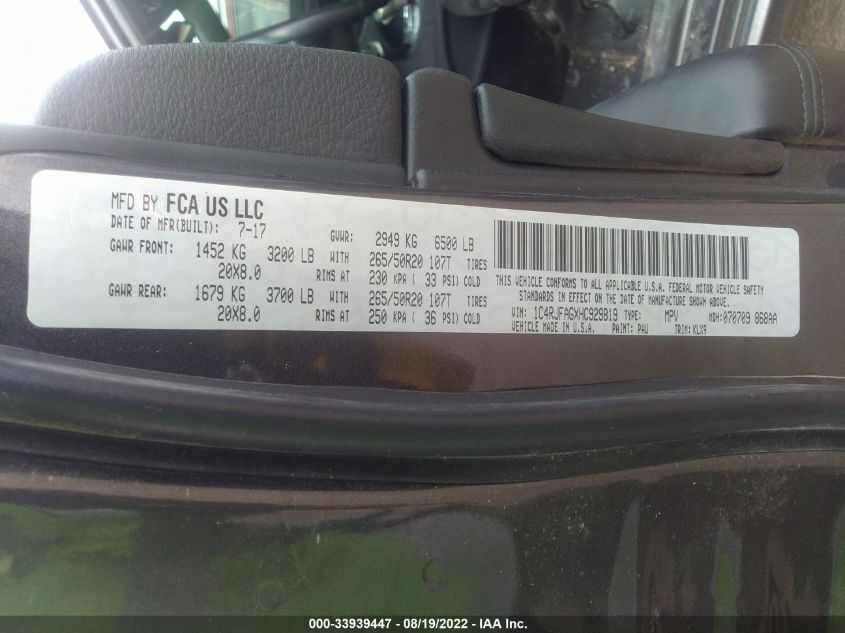 MFD BY FCA US LLC
DATE OF MFR(BUILT): 7-17 GVWR: 2949 KG 6500 LB
GAWR FRONT: 1452 KG 3200 LB WITH 265/50R20 107T TIRES
20X8.0 RIMS AT 230 KPA ( 33 PSI) COLD
GAWR REAR: 1679 KG 3700 LB WITH 265/50R20 107T TIRES
20X8.0 RIMS AT 250 KPA ( 36 PSI) COLD
THIS VEHICLE CONFORMS TO ALL APPLICABLE U.S.A. FEDERAL MOTOR VEHICLE SAFETY
STANDARDS IN EFFECT ON THE DATE OF MANUFACTURE SHOWN ABOVE.
VIN: 1C4RJFAGXHC929819 TYPE: MPV MDH:070709 868AA
VEHICLE MADE IN U.S.A. PAINT: PAU TRIM: KLX9
000-33939447 - 08/19/2022 - IAA Inc.